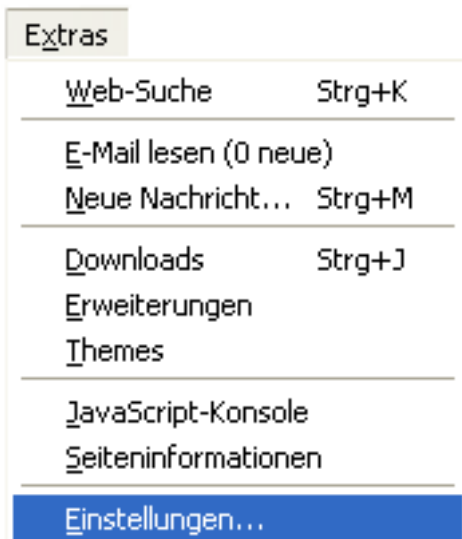 Extras
Web-Suche Strg+K
E-Mail lesen (0 neue)
Neue Nachricht... Strg+M
Downloads Strg+J
Erweiterungen
Themes
JavaScript-Konsole
Seiteninformationen
Einstellungen...